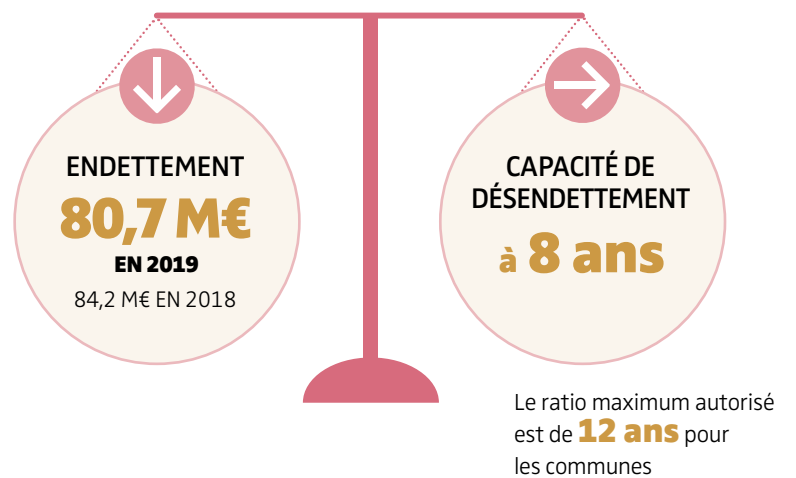 ENDETTEMENT
80,7 M€
EN 2019
84,2 M€ EN 2018
CAPACITÉ DE
DÉSENDETTEMENT
à 8 ans
Le ratio maximum autorisé
est de 12 ans pour
les communes